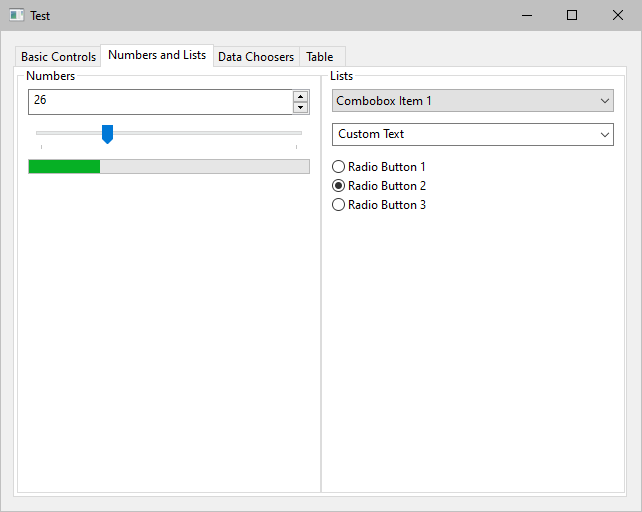 Test
Basic Controls
Numbers and Lists
Data Choosers
Table
Numbers
26
Lists
Combobox Item 1
Custom Text
Radio Button 1
Radio Button 2
Radio Button 3